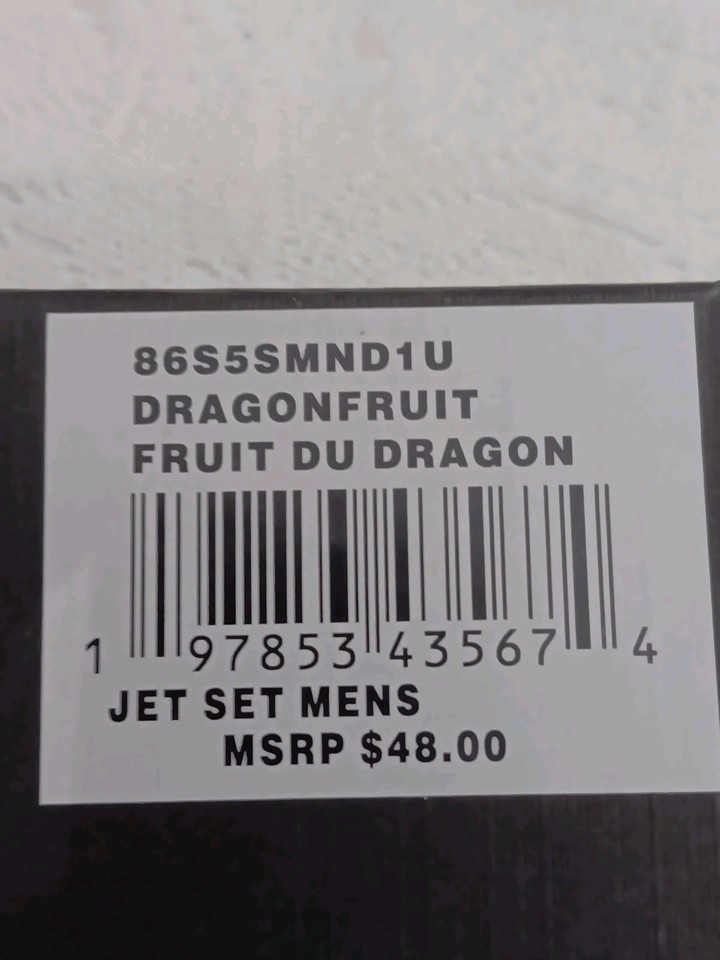 86S5SMND1U
DRAGONFRUIT
FRUIT DU DRAGON
1 97853 43567 4
JET SET MENS
MSRP $48.00